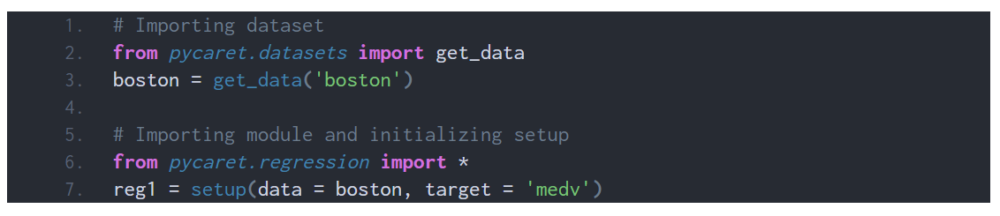 1. # Importing dataset
2. from pycaret.datasets import get_data
3. boston = get_data('boston')
4.
5. # Importing module and initializing setup
6. from pycaret.regression import *
7. reg1 = setup(data = boston, target = 'medv')